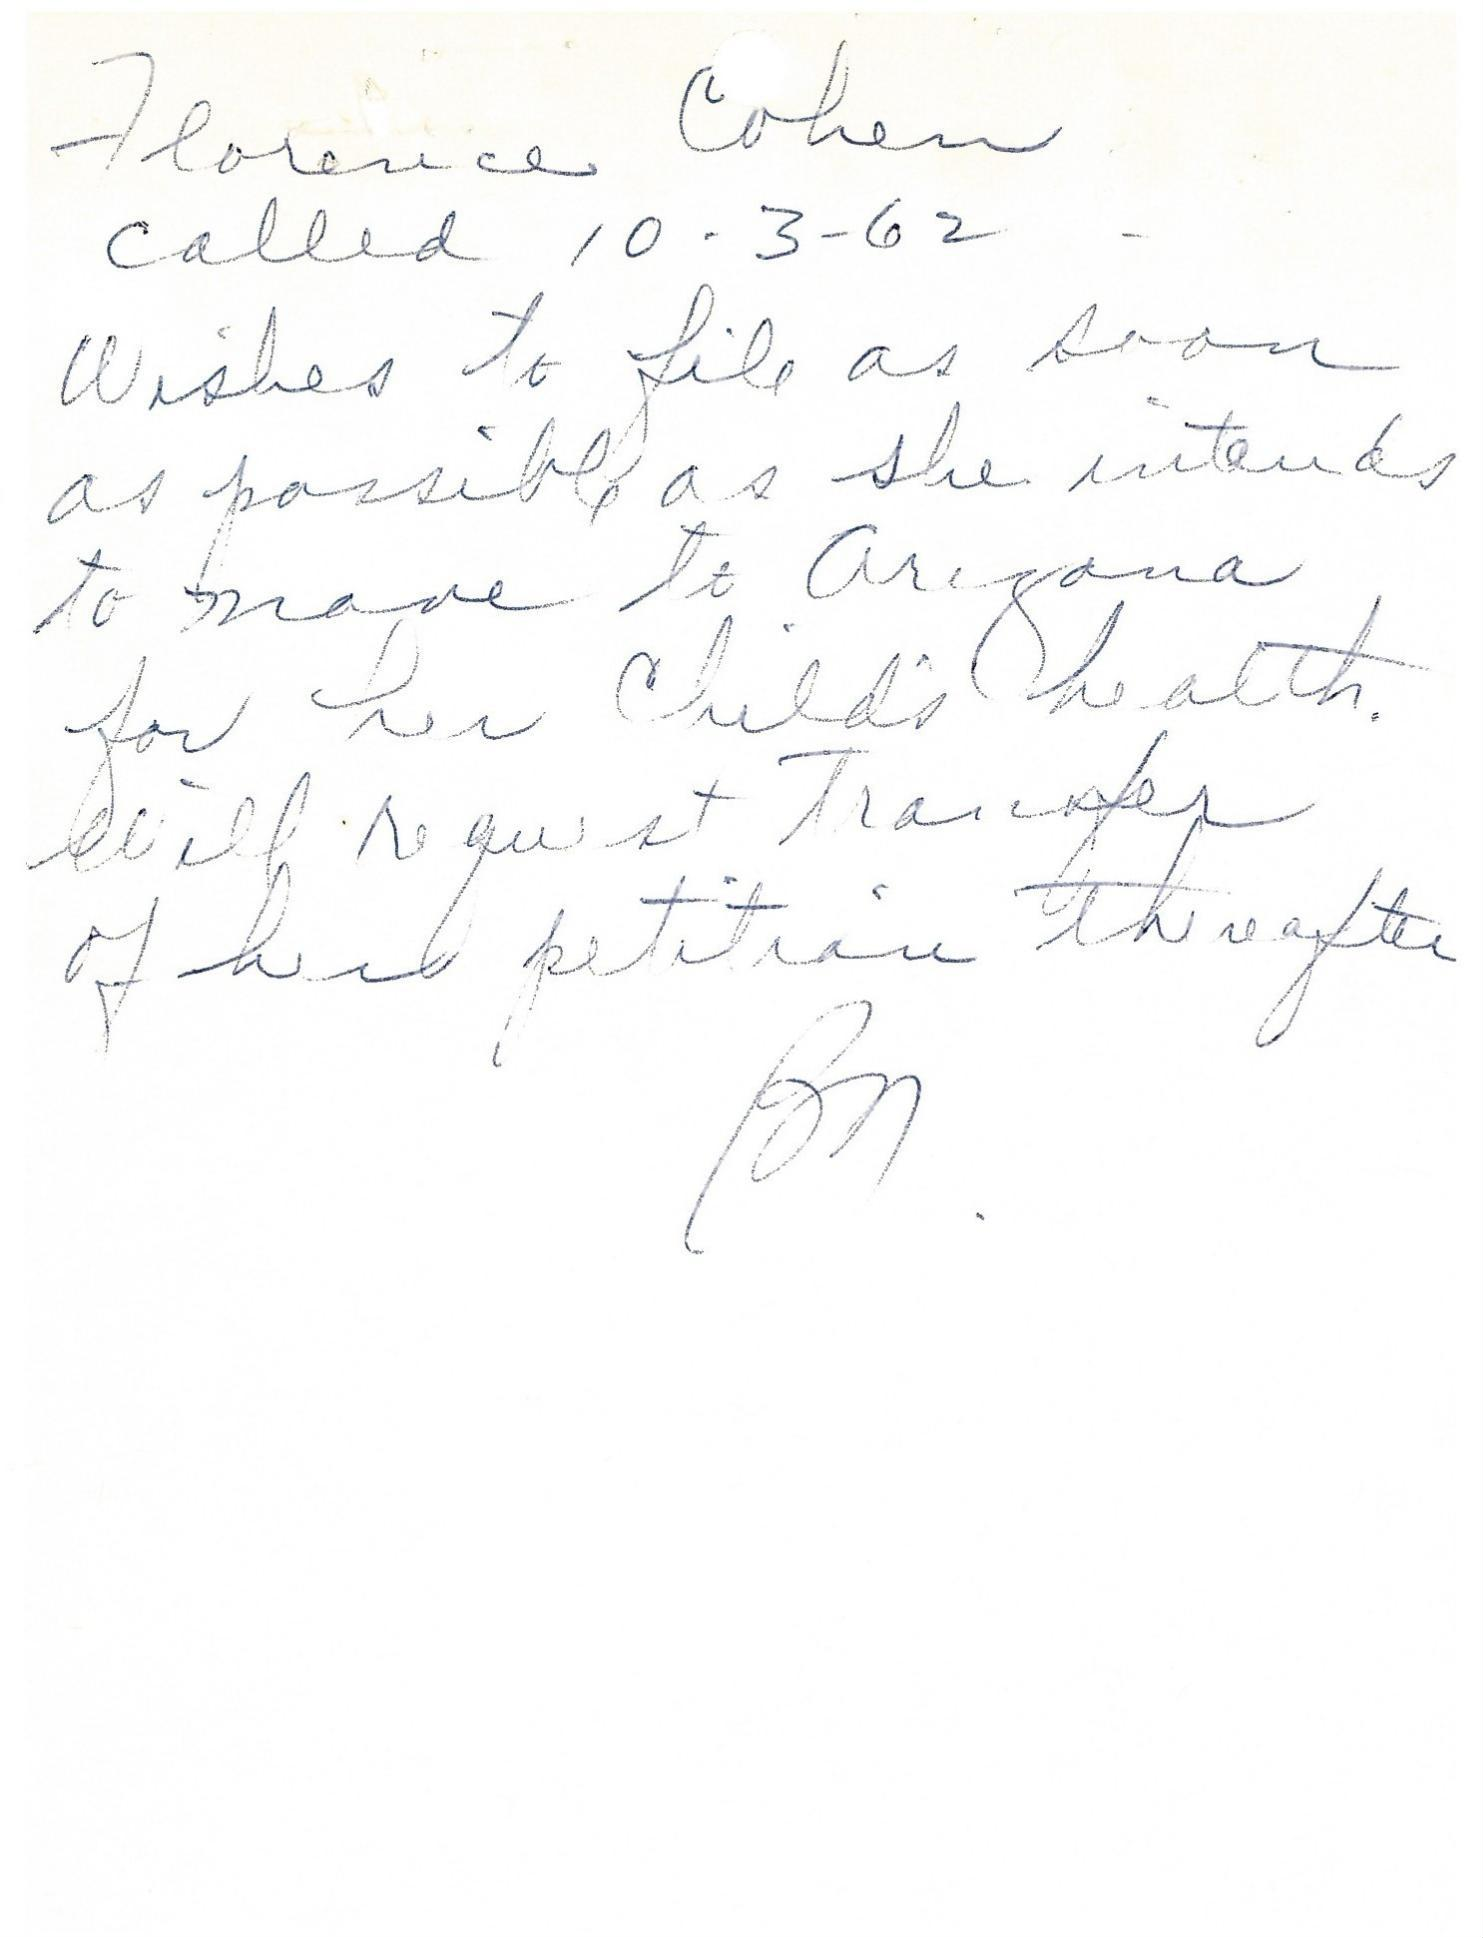 Florence Cohen
called 10-3-62 -
Wishes to file as soon
as possible as she intends
to move to Arizona
for her Child's health.
Will request Transfer
of her petition thereafter